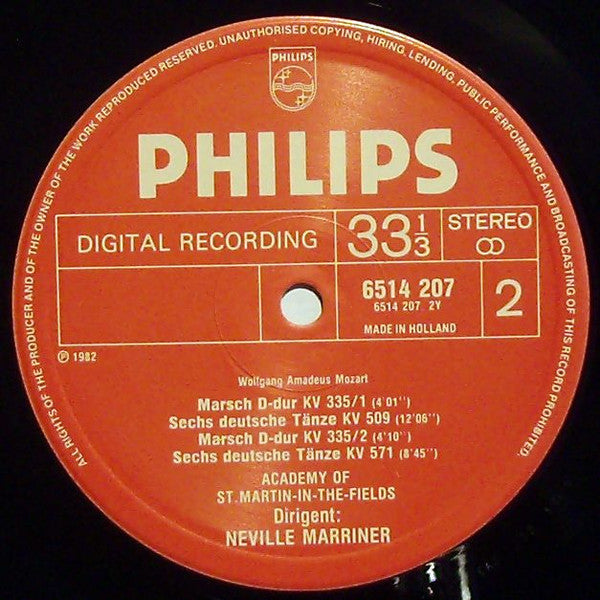 ALL RIGHTS OF THE PRODUCER AND OF THE OWNER OF THE WORK REPRODUCED RESERVED. UNAUTHORISED COPYING, HIRING, LENDING, PUBLIC PERFORMANCE AND BROADCASTING OF THIS RECORD PROHIBITED.
PHILIPS
PHILIPS
DIGITAL RECORDING
33 1/3
STEREO
6514 207
6514 207 2Y
2
MADE IN HOLLAND
℗ 1982
Wolfgang Amadeus Mozart
Marsch D-dur KV 335/1 (4'01'')
Sechs deutsche Tänze KV 509 (12'06'')
Marsch D-dur KV 335/2 (4'10'')
Sechs deutsche Tänze KV 571 (8'45'')
ACADEMY OF
ST. MARTIN-IN-THE-FIELDS
Dirigent:
NEVILLE MARRINER